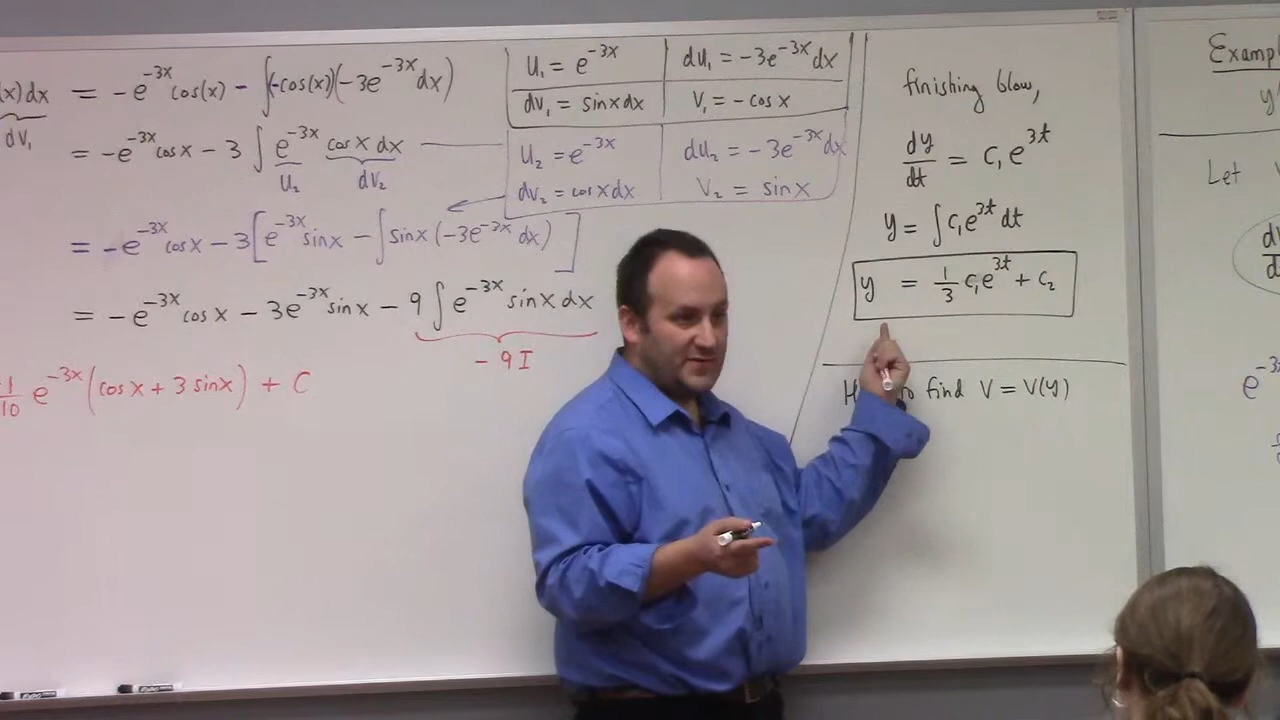 (x)dx = -e^{-3x} cos(x) - ∫(-cos(x))(-3e^{-3x} dx)
dv₁
= -e^{-3x} cos x - 3 ∫ e^{-3x} cos x dx
u₂ dv₂
= -e^{-3x} cos x - 3[e^{-3x} sin x - ∫ sin x (-3e^{-3x} dx)]
= -e^{-3x} cos x - 3e^{-3x} sin x - 9 ∫ e^{-3x} sin x dx
- 9I
1/10 e^{-3x} (cos x + 3 sin x) + C
u₁ = e^{-3x} du₁ = -3e^{-3x} dx
dv₁ = sin x dx v₁ = -cos x
u₂ = e^{-3x} du₂ = -3e^{-3x} dx
dv₂ = cos x dx v₂ = sin x
finishing blow,
dy/dt = c₁ e^{3t}
y = ∫ c₁ e^{3t} dt
y = 1/3 c₁ e^{3t} + c₂
find v = v(y)
Let